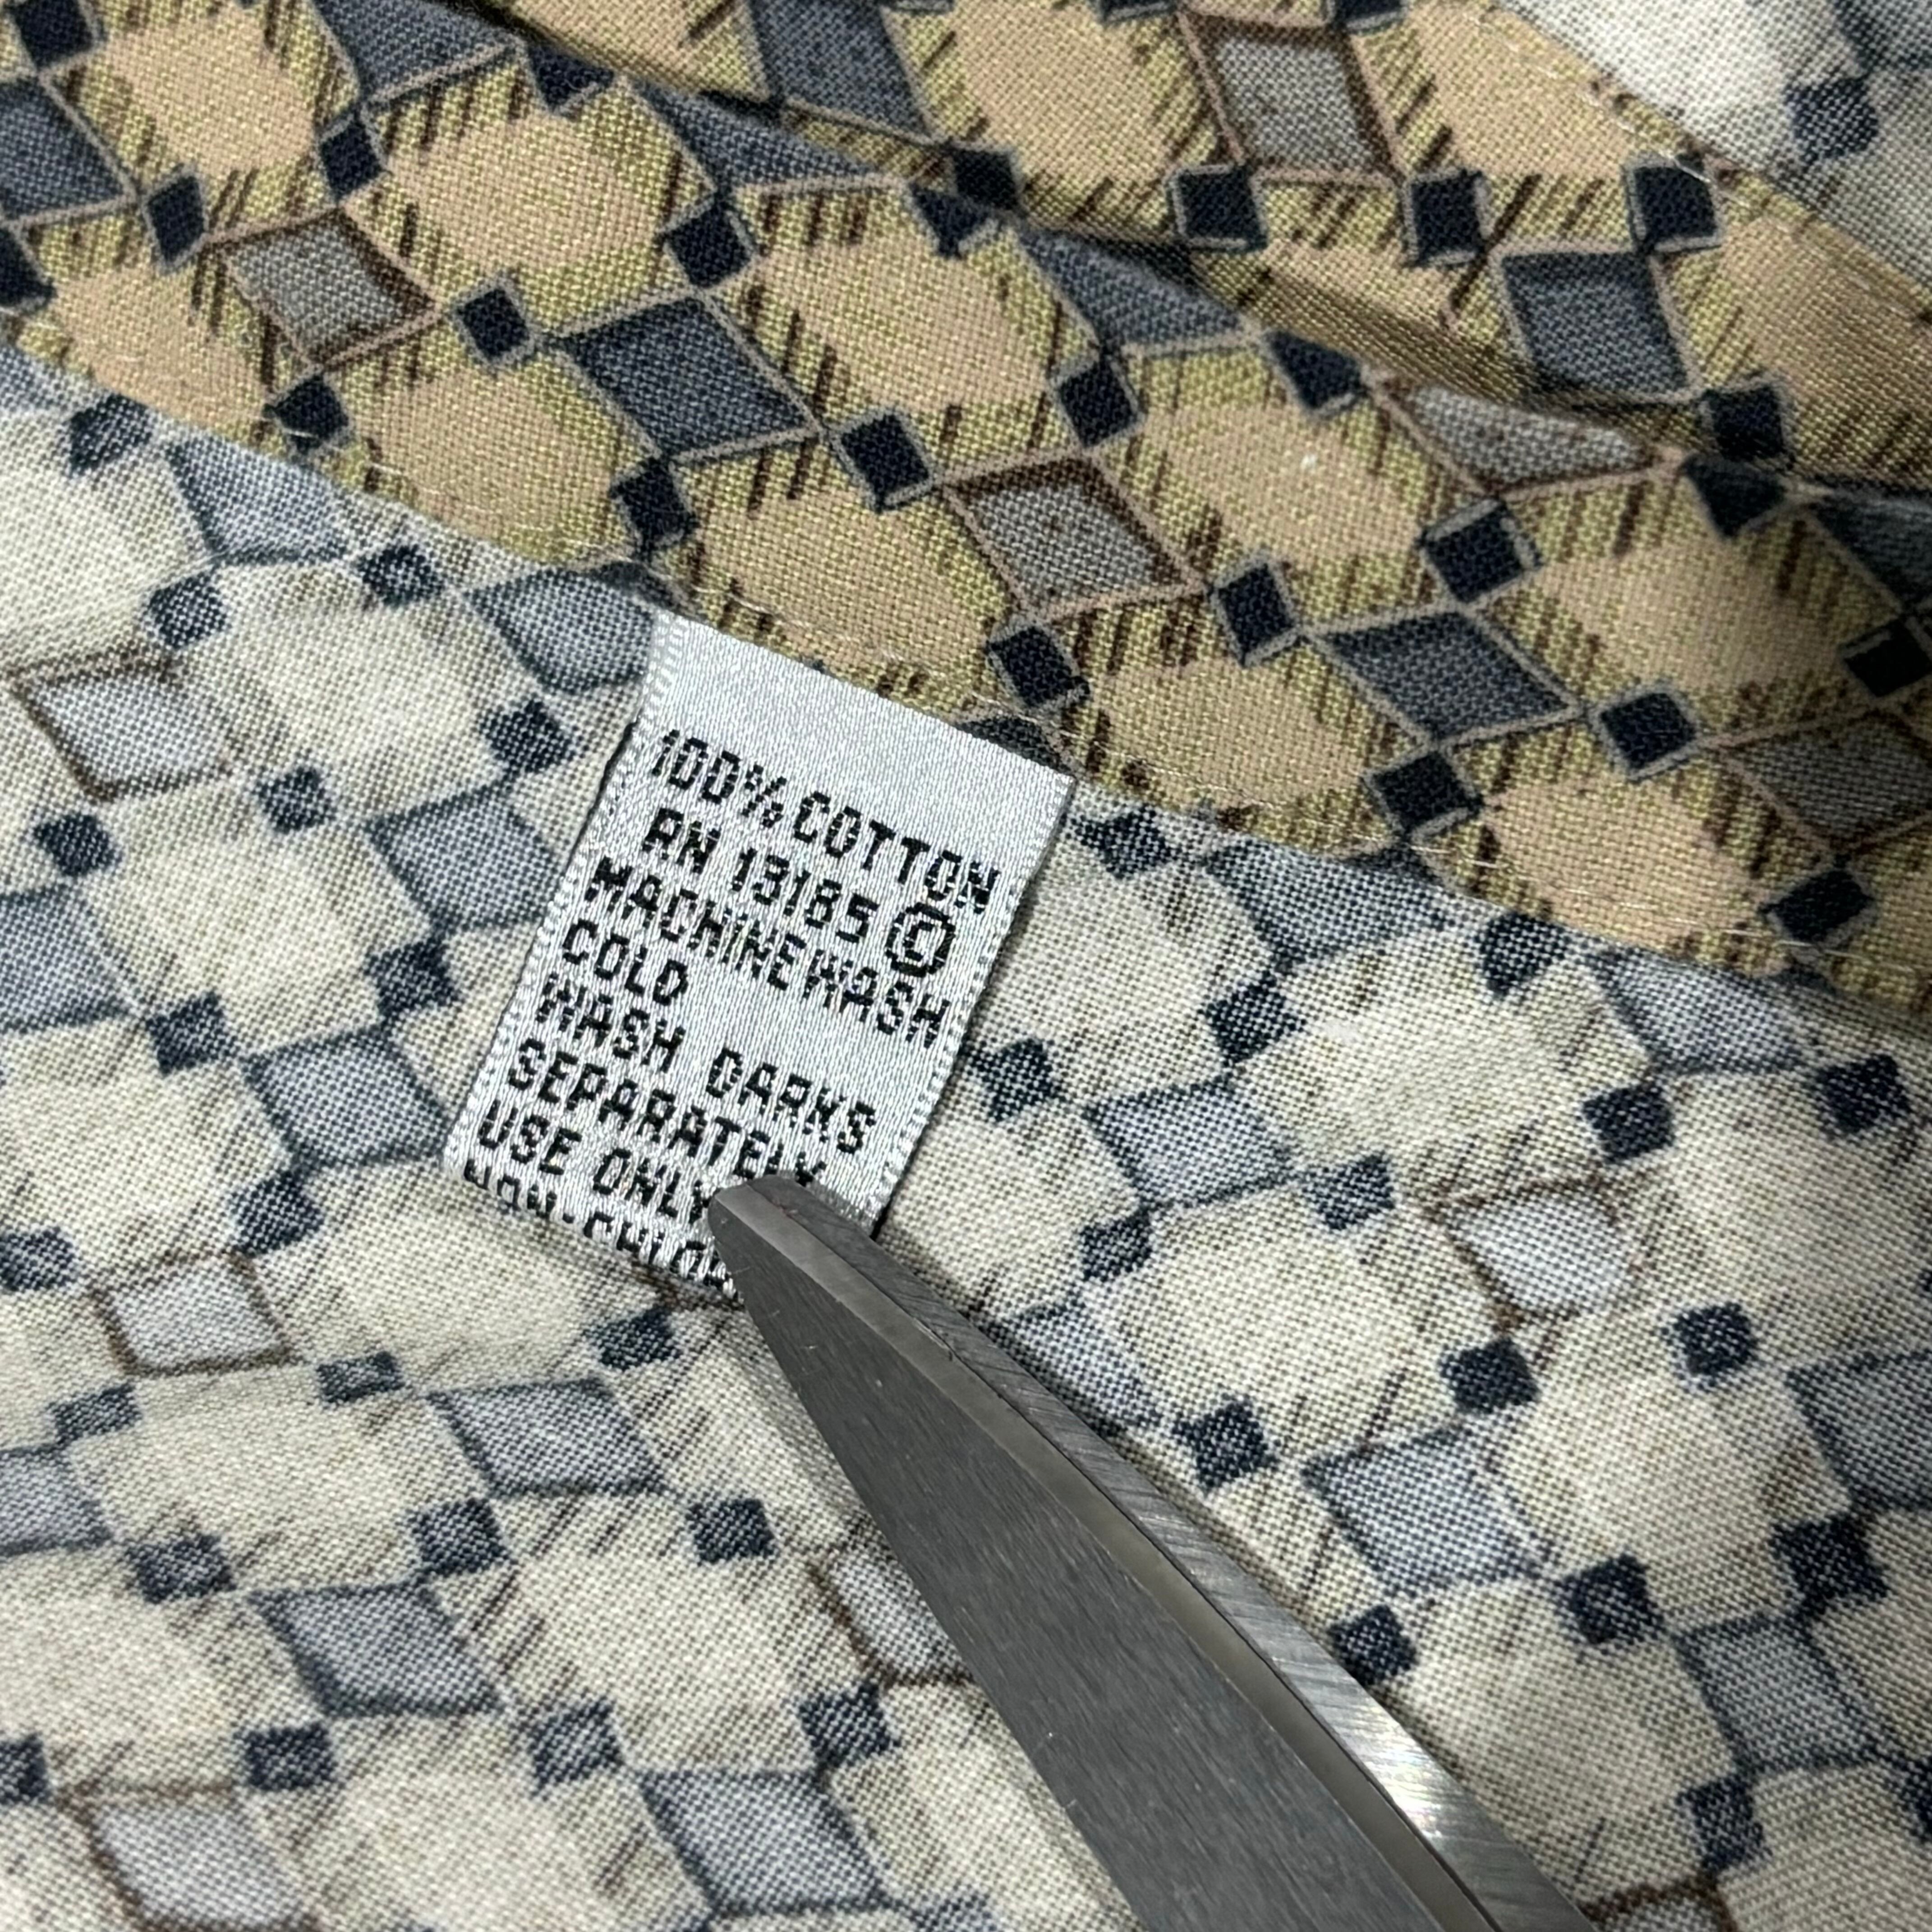 100% COTTON
RN 13185 ©
MACHINE WASH
COLD
WASH DARKS
SEPARATELY
USE ONLY